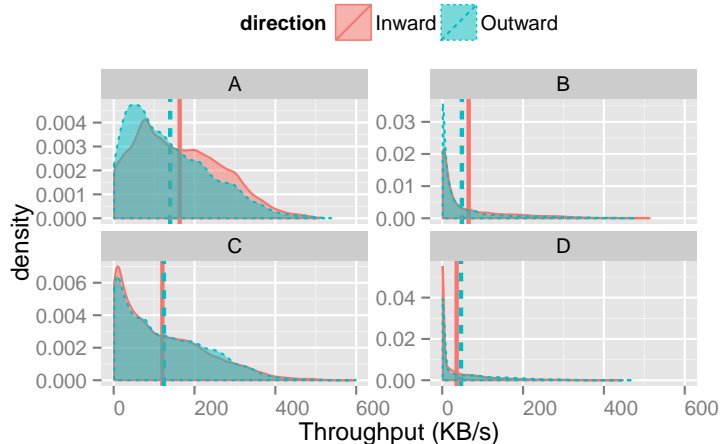 direction Inward Outward
A
B
0.004
0.003
0.002
0.001
0.000
0.03
0.02
0.01
0.00
density
C
D
0.006
0.004
0.002
0.000
0.04
0.02
0.00
0 200 400 600
0 200 400 600
Throughput (KB/s)